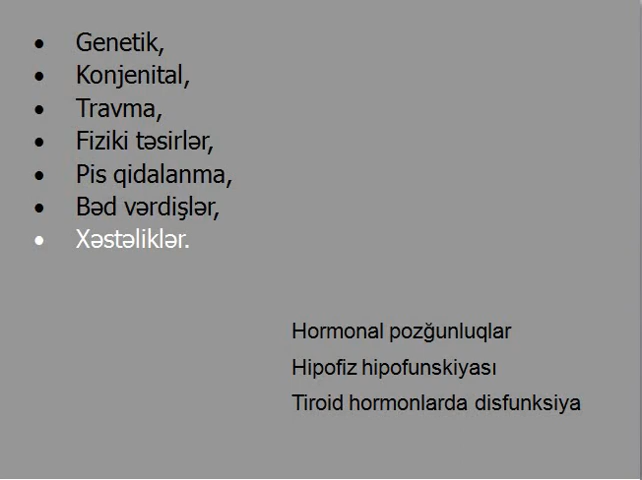 • Genetik,
• Konjenital,
• Travma,
• Fiziki təsirlər,
• Pis qidalanma,
• Bəd vərdişlər,
• Xəstəliklər.
Hormonal pozğunluqlar
Hipofiz hipofunskiyası
Tiroid hormonlarda disfunksiya